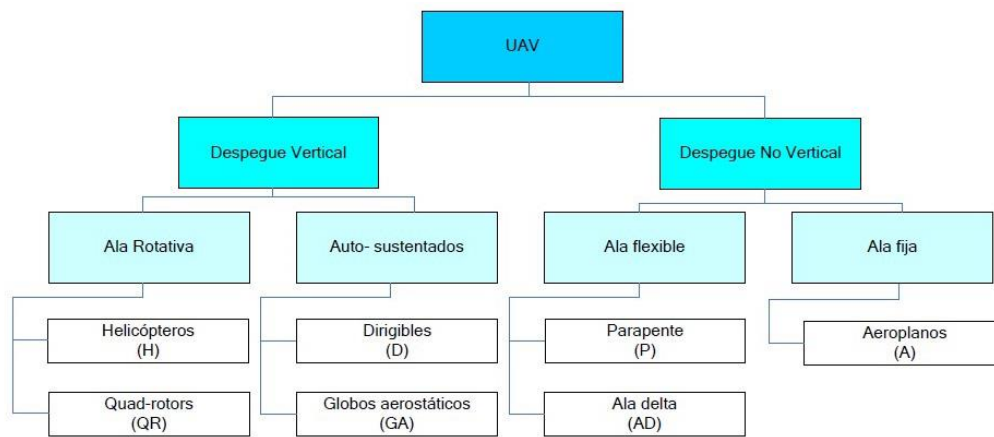 UAV
Despegue Vertical
Despegue No Vertical
Ala Rotativa
Auto- sustentados
Ala flexible
Ala fija
Helicópteros
(H)
Dirigibles
(D)
Parapente
(P)
Aeroplanos
(A)
Quad-rotors
(QR)
Globos aerostáticos
(GA)
Ala delta
(AD)